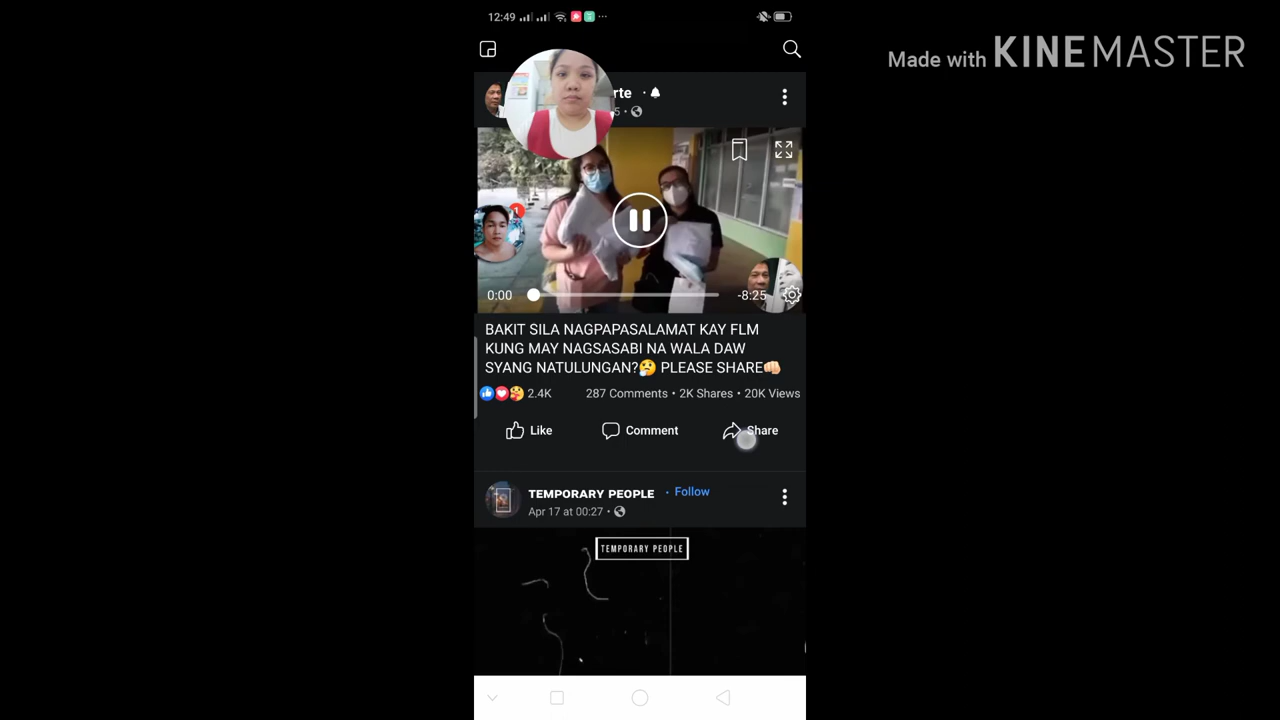 12:49
Made with KINEMASTER
rte
5
1
0:00
-8:25
BAKIT SILA NAGPAPASALAMAT KAY FLM
KUNG MAY NAGSASABI NA WALA DAW
SYANG NATULUNGAN?🤔 PLEASE SHARE👊🏻
2.4K 287 Comments • 2K Shares • 20K Views
Like Comment Share
TEMPORARY PEOPLE · Follow
Apr 17 at 00:27
TEMPORARY PEOPLE